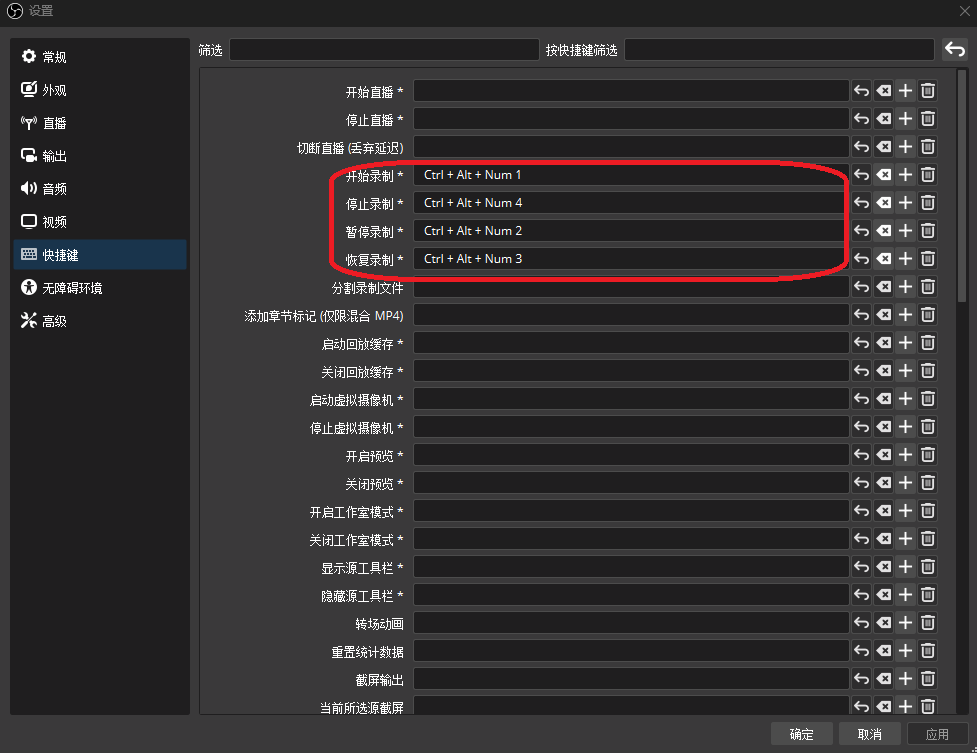 设置
筛选
按快捷键筛选
常规
外观
直播
输出
音频
视频
快捷键
无障碍环境
高级
开始直播 *
停止直播 *
切断直播 (丢弃延迟)
开始录制 * Ctrl + Alt + Num 1
停止录制 * Ctrl + Alt + Num 4
暂停录制 * Ctrl + Alt + Num 2
恢复录制 * Ctrl + Alt + Num 3
分割录制文件
添加章节标记 (仅限混合 MP4)
启动回放缓存 *
关闭回放缓存 *
启动虚拟摄像机 *
停止虚拟摄像机 *
开启预览 *
关闭预览 *
开启工作室模式 *
关闭工作室模式 *
显示源工具栏 *
隐藏源工具栏 *
转场动画
重置统计数据
截屏输出
当前所选源截屏
确定
取消
应用